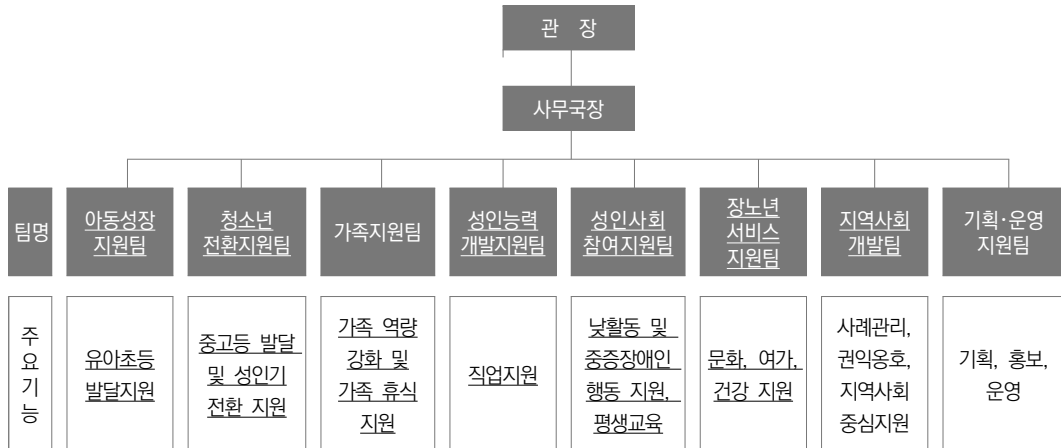 관 장
사무국장
팀명
아동성장
지원팀
청소년
전환지원팀
가족지원팀
성인능력
개발지원팀
성인사회
참여지원팀
장노년
서비스
지원팀
지역사회
개발팀
기획·운영
지원팀
주
요
기
능
유아초등
발달지원
중고등 발달
및 성인기
전환 지원
가족 역량
강화 및
가족 휴식
지원
직업지원
낮활동 및
중증장애인
행동 지원,
평생교육
문화, 여가,
건강 지원
사례관리,
권익옹호,
지역사회
중심지원
기획, 홍보,
운영